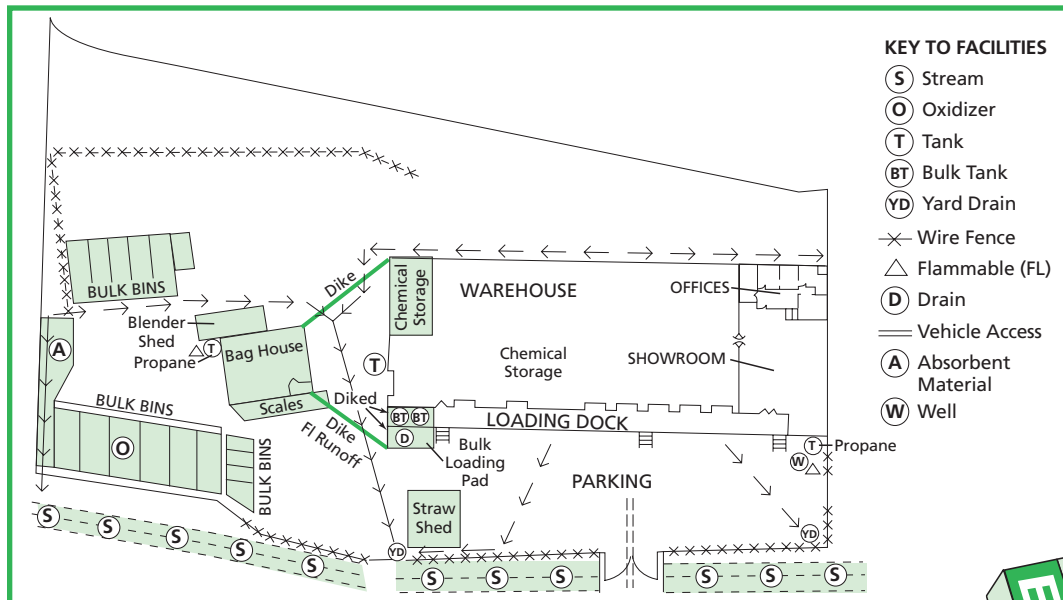 KEY TO FACILITIES
S Stream
O Oxidizer
T Tank
BT Bulk Tank
YD Yard Drain
Wire Fence
Flammable (FL)
D Drain
Vehicle Access
A Absorbent
Material
W Well
BULK BINS
Blender
Shed
Propane
T
Bag House
Scales
Dike
Chemical
Storage
WAREHOUSE
OFFICES
Chemical
Storage
SHOWROOM
T
Diked
BT BT
D
LOADING DOCK
Dike
Fl Runoff
Bulk
Loading
Pad
PARKING
T Propane
W
A
BULK BINS
O
BULK BINS
Straw
Shed
YD
YD
S
S
S
S
S
S
S
S
S
S
S